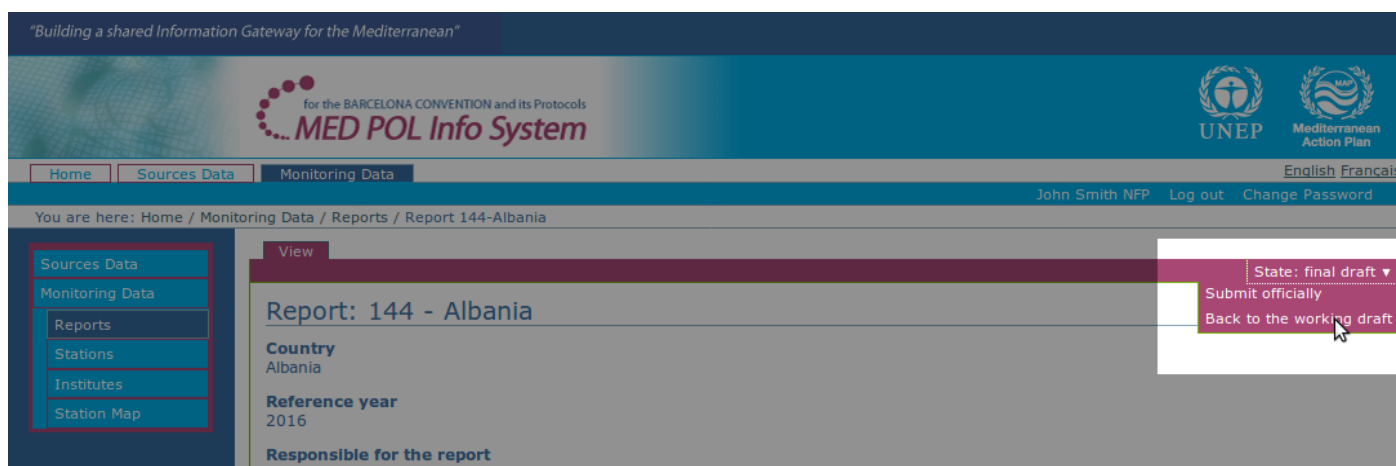 "Building a shared Information Gateway for the Mediterranean"
for the BARCELONA CONVENTION and its Protocols
MED POL Info System
UNEP
MAP
Mediterranean
Action Plan
Home Sources Data Monitoring Data
English Français
John Smith NFP Log out Change Password
You are here: Home / Monitoring Data / Reports / Report 144-Albania
Sources Data
Monitoring Data
Reports
Stations
Institutes
Station Map
View
State: final draft ▼
Submit officially
Back to the working draft
Report: 144 - Albania
Country
Albania
Reference year
2016
Responsible for the report